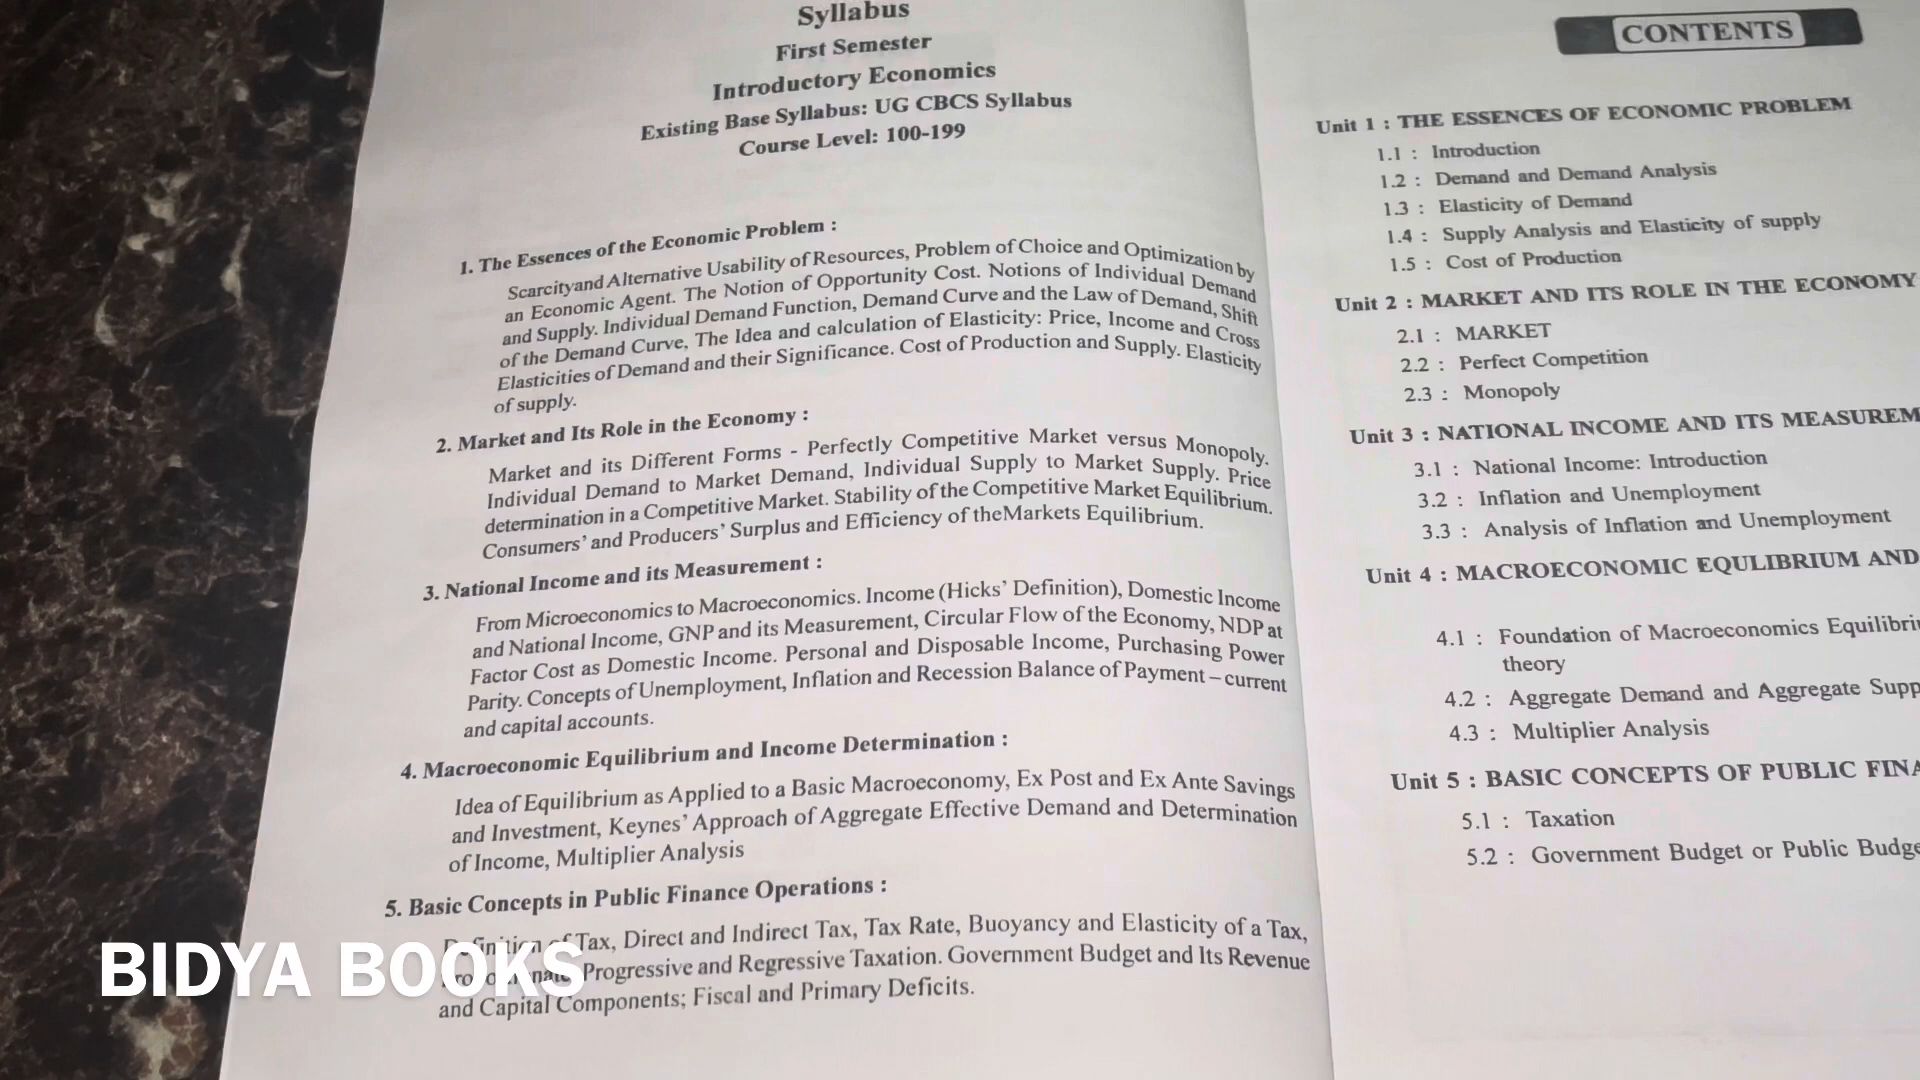 Syllabus
First Semester
Introductory Economics
Existing Base Syllabus: UG CBCS Syllabus
Course Level: 100-199
1. The Essences of the Economic Problem :
Scarcityand Alternative Usability of Resources, Problem of Choice and Optimization by
an Economic Agent. The Notion of Opportunity Cost. Notions of Individual Demand
and Supply. Individual Demand Function, Demand Curve and the Law of Demand, Shift
of the Demand Curve, The Idea and calculation of Elasticity: Price, Income and Cross
Elasticities of Demand and their Significance. Cost of Production and Supply. Elasticity
of supply.
2. Market and Its Role in the Economy :
Market and its Different Forms - Perfectly Competitive Market versus Monopoly.
Individual Demand to Market Demand, Individual Supply to Market Supply. Price
determination in a Competitive Market. Stability of the Competitive Market Equilibrium.
Consumers' and Producers' Surplus and Efficiency of theMarkets Equilibrium.
3. National Income and its Measurement :
From Microeconomics to Macroeconomics. Income (Hicks' Definition), Domestic Income
and National Income, GNP and its Measurement, Circular Flow of the Economy, NDP at
Factor Cost as Domestic Income. Personal and Disposable Income, Purchasing Power
Parity. Concepts of Unemployment, Inflation and Recession Balance of Payment – current
and capital accounts.
4. Macroeconomic Equilibrium and Income Determination :
Idea of Equilibrium as Applied to a Basic Macroeconomy, Ex Post and Ex Ante Savings
and Investment, Keynes' Approach of Aggregate Effective Demand and Determination
of Income, Multiplier Analysis
5. Basic Concepts in Public Finance Operations :
Definition of Tax, Direct and Indirect Tax, Tax Rate, Buoyancy and Elasticity of a Tax,
Progressive and Regressive Taxation. Government Budget and Its Revenue
and Capital Components; Fiscal and Primary Deficits.
BIDYA BOOKS
CONTENTS
Unit 1 : THE ESSENCES OF ECONOMIC PROBLEM
1.1 : Introduction
1.2 : Demand and Demand Analysis
1.3 : Elasticity of Demand
1.4 : Supply Analysis and Elasticity of supply
1.5 : Cost of Production
Unit 2 : MARKET AND ITS ROLE IN THE ECONOMY
2.1 : MARKET
2.2 : Perfect Competition
2.3 : Monopoly
Unit 3 : NATIONAL INCOME AND ITS MEASUREM
3.1 : National Income: Introduction
3.2 : Inflation and Unemployment
3.3 : Analysis of Inflation and Unemployment
Unit 4 : MACROECONOMIC EQULIBRIUM AND
4.1 : Foundation of Macroeconomics Equilibri
theory
4.2 : Aggregate Demand and Aggregate Supp
4.3 : Multiplier Analysis
Unit 5 : BASIC CONCEPTS OF PUBLIC FINA
5.1 : Taxation
5.2 : Government Budget or Public Budge